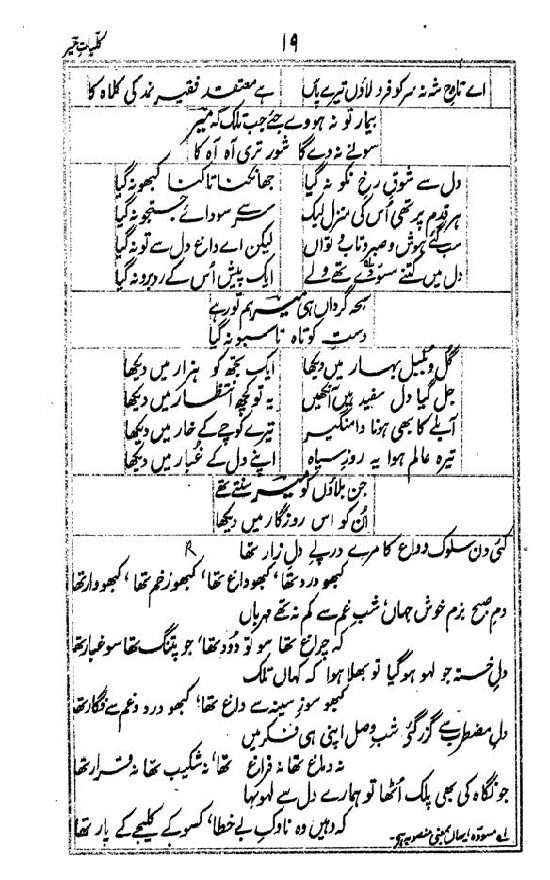 کلیاتِ میر
۱۹
اے تاج شہ نہ سر کو فرو لاؤں تیرے پاس ہے معتقد فقیر نمد کی کلاہ کا
بیمار تو نہ ہووے جیے جب تلک کہ میر
سونے نہ دے گا شور تری آہ آہ کا
دل سے شوقِ رخِ نکو نہ گیا جھانکنا تاکنا کبھو نہ گیا
ہر قدم پر تھی اُس کی منزل لیک سر سے سودائے جستجو نہ گیا
سب گئے ہوش و صبر و تاب و تواں لیکن اے داغ دل سے تو نہ گیا
دل میں کتنے مسودے تھے ولے ایک پیش اُس کے روبرو نہ گیا
سبحہ گرداں ہی میر ہم تو رہے
دستِ کوتاہ تا سبو نہ گیا
گل و بلبل بہار میں دیکھا ایک تجھ کو ہزار میں دیکھا
جل گیا دل سفید ہیں آنکھیں یہ تو کچھ انتظار میں دیکھا
آبلے کا بھی ہونا دامنگیر تیرے کوچے کے خار میں دیکھا
تیرہ عالم ہوا یہ روزِ سیاہ اپنے دل کے غبار میں دیکھا
جن بلاؤں کو میر سنتے تھے
اُن کو اس روزگار میں دیکھا
کئی دن سلوک وداع کا مرے درپے دلِ زار تھا
کبھو درد تھا، کبھو داغ تھا، کبھو زخم تھا، کبھو وار تھا
دمِ صبح بزمِ خوش جہاں شبِ غم سے کم نہ تھے مہرباں
کہ چراغ تھا سو تو دُود تھا، جو پتنگ تھا سو غبار تھا
دلِ خستہ جو لہو ہو گیا تو بھلا ہوا کہ کہاں تلک
کبھو سوزِ سینہ سے داغ تھا، کبھو درد و غم سے فگار تھا
دلِ مضطرب سے گزر گئی شبِ وصل اپنی ہی فکر میں
نہ دماغ تھا نہ فراغ تھا، نہ شکیب تھا نہ قرار تھا
جو نگاہ کی بھی پلک اُٹھا تو ہمارے دل سے لہو بہا
کہ وہیں وہ ناوکِ بے خطا، کسو کے کلیجے کے پار تھا
مسودہ یہاں بمعنی منصوبہ ہے۔